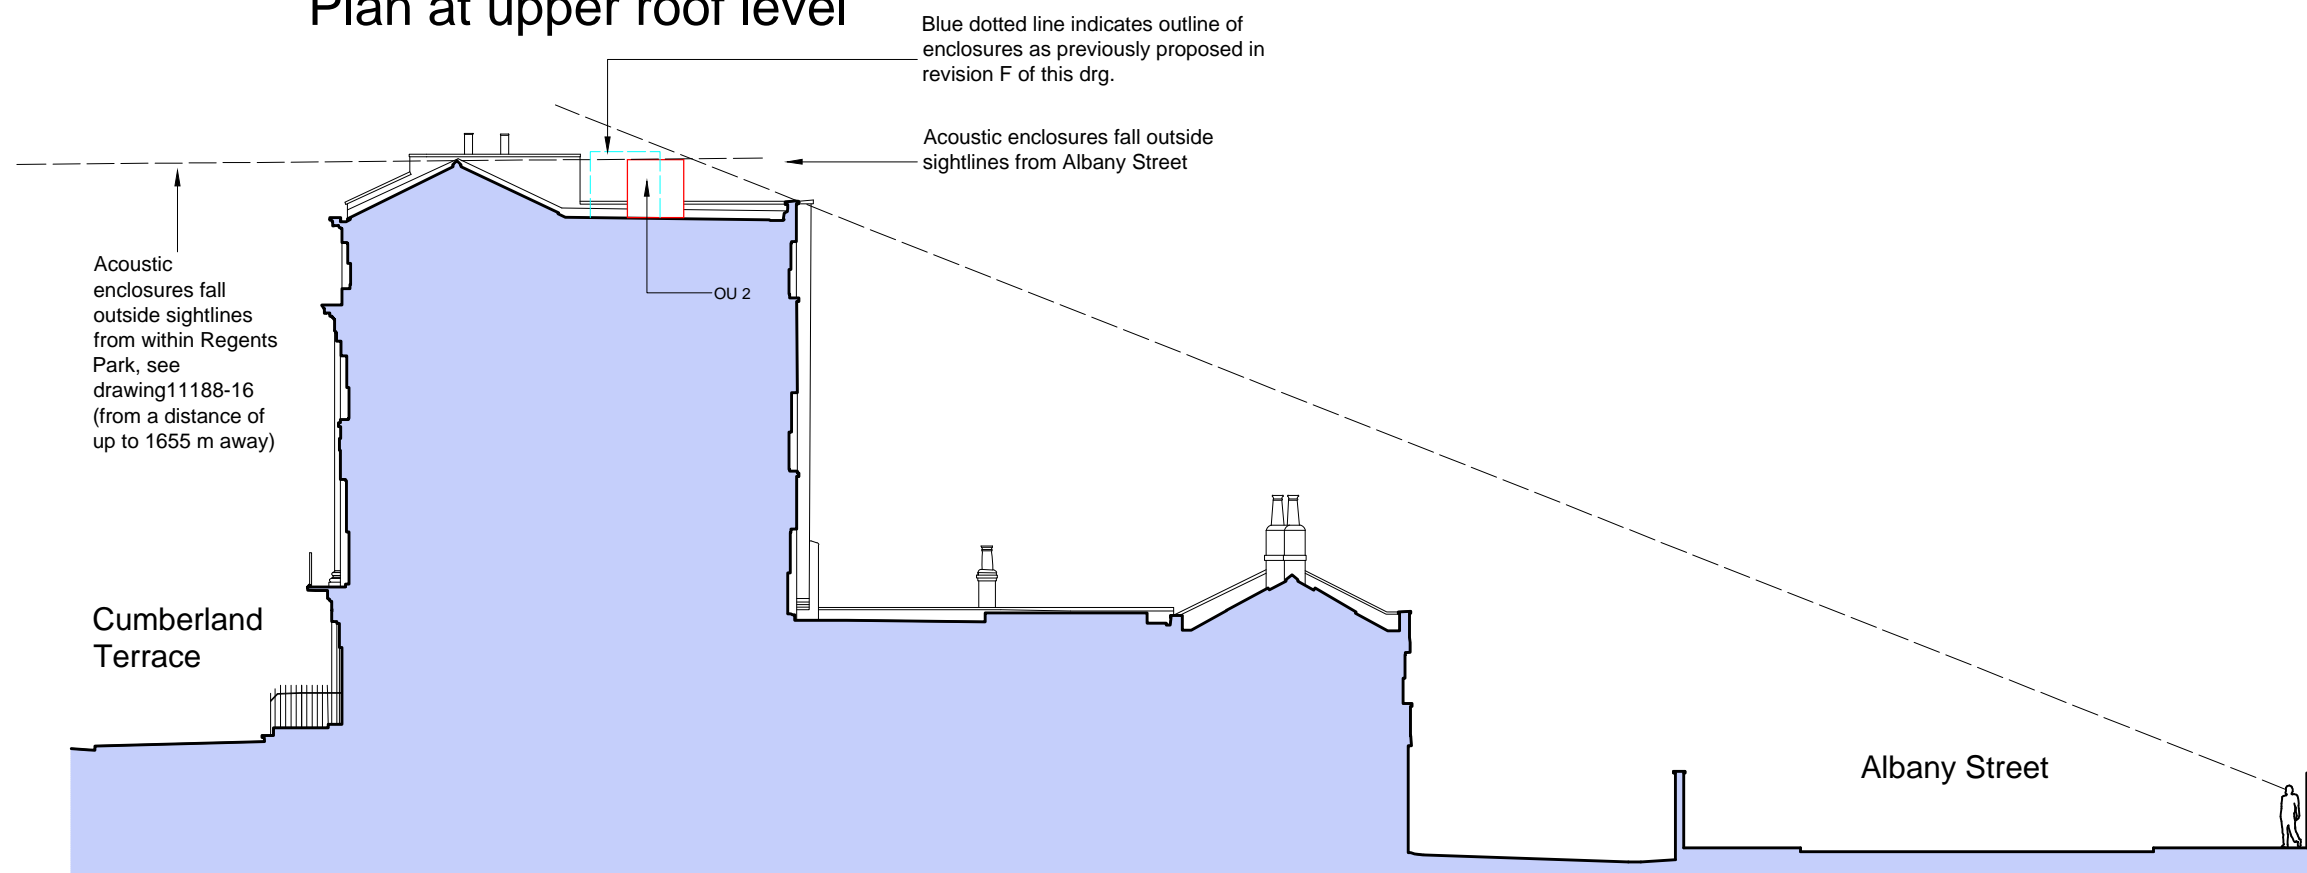 Plan at upper roof level
Blue dotted line indicates outline of
enclosures as previously proposed in
revision F of this drg.
Acoustic enclosures fall outside
sightlines from Albany Street
Acoustic
enclosures fall
outside sightlines
from within Regents
Park, see
drawing11188-16
(from a distance of
up to 1655 m away)
OU 2
Cumberland
Terrace
Albany Street